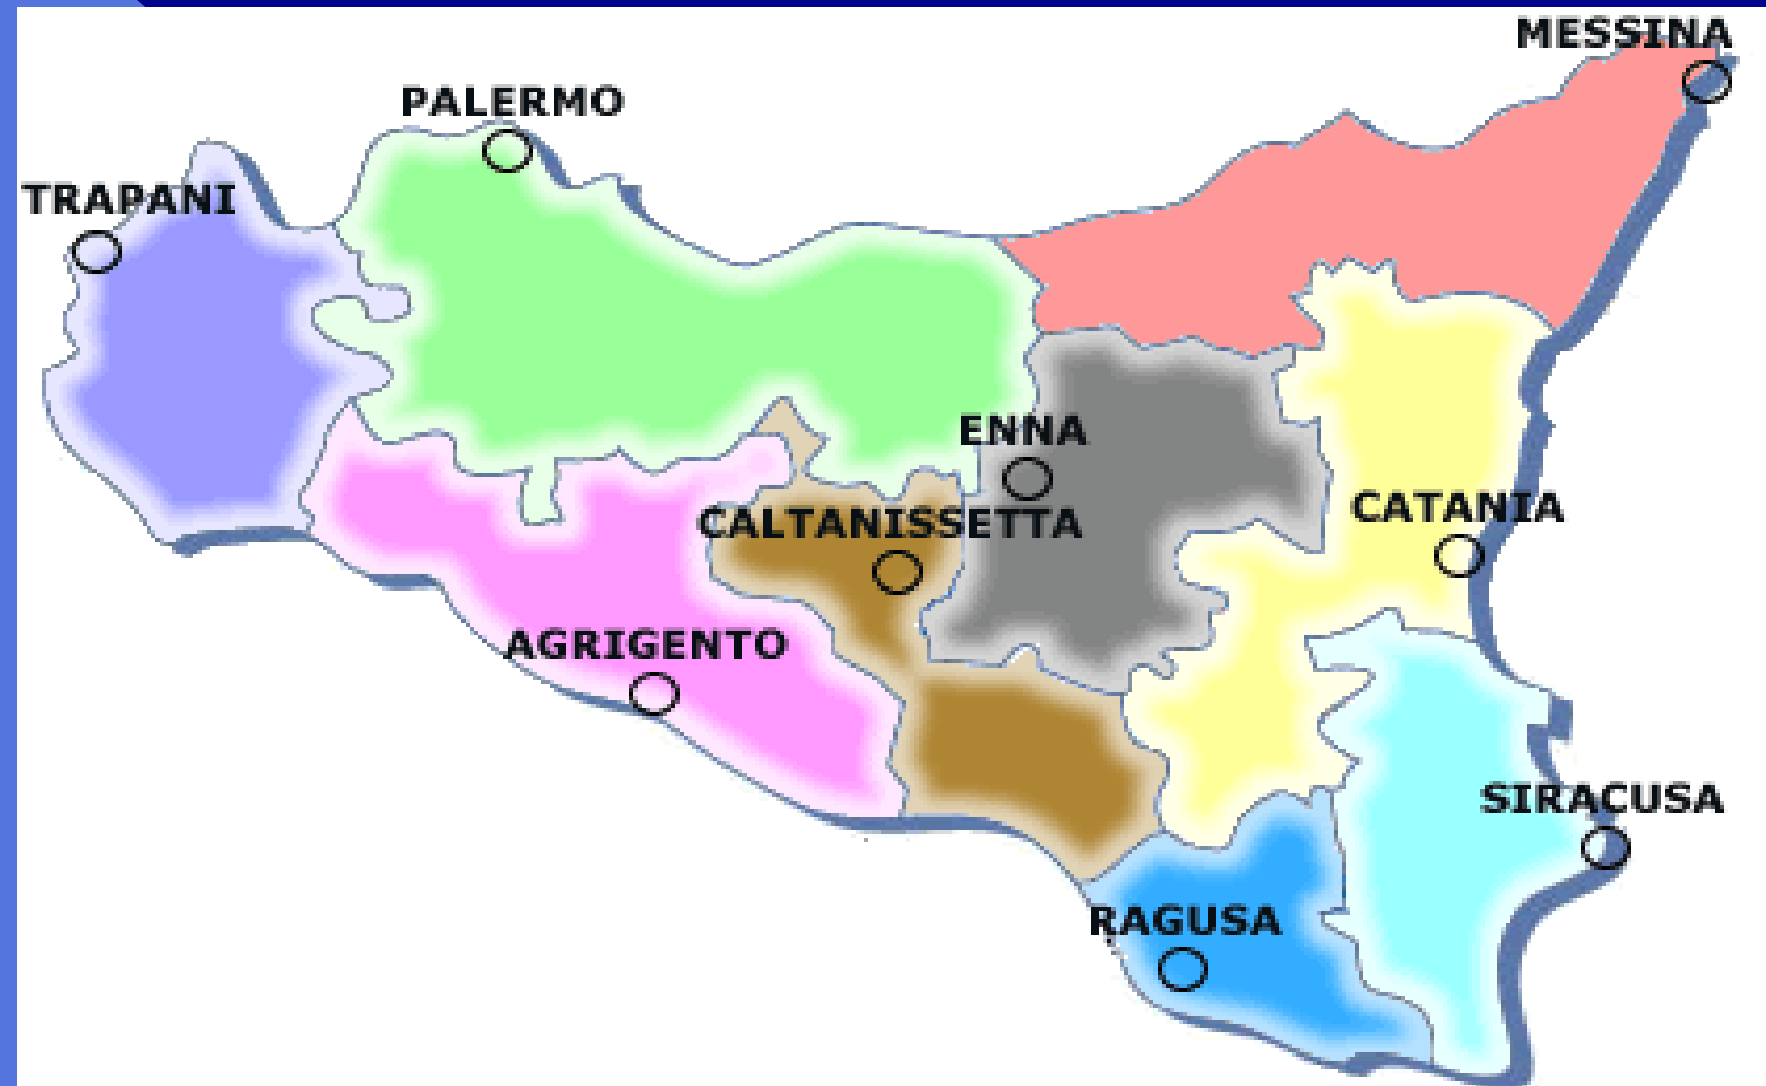 MESSINA
PALERMO
TRAPANI
ENNA
CATANIA
CALTANISSETTA
AGRIGENTO
SIRACUSA
RAGUSA